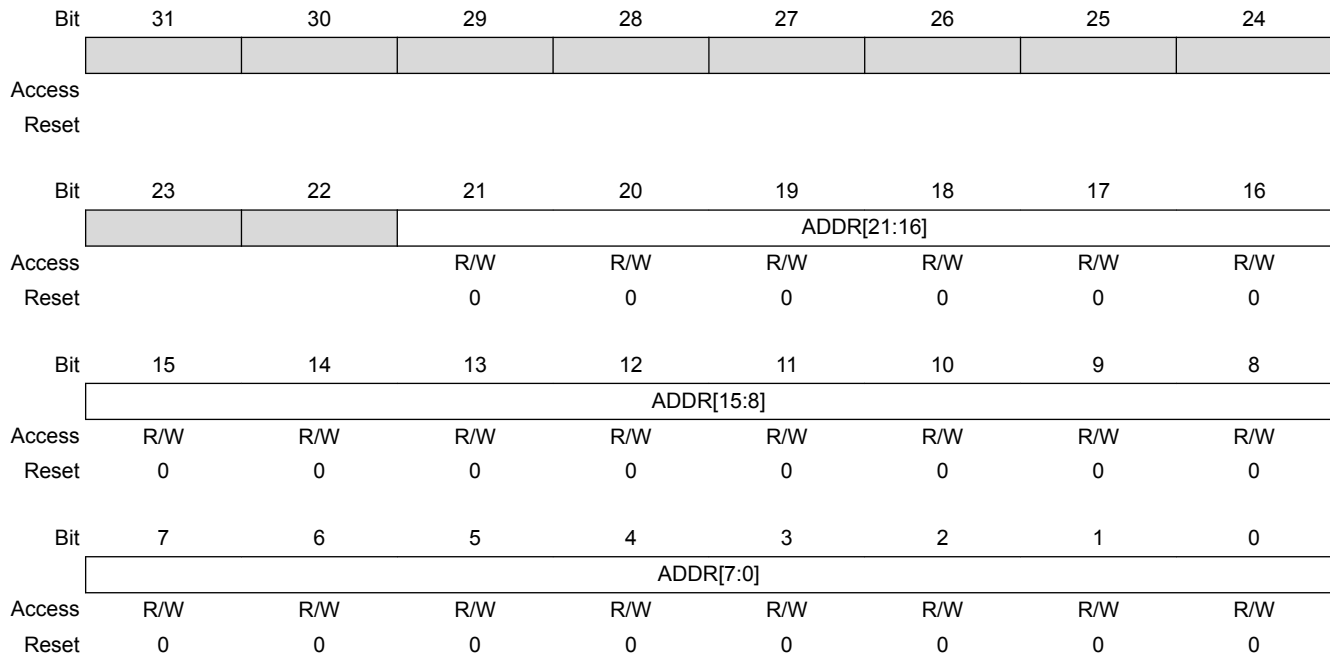 Bit 31 30 29 28 27 26 25 24
Access
Reset
Bit 23 22 21 20 19 18 17 16
ADDR[21:16]
Access R/W R/W R/W R/W R/W R/W
Reset 0 0 0 0 0 0
Bit 15 14 13 12 11 10 9 8
ADDR[15:8]
Access R/W R/W R/W R/W R/W R/W R/W R/W
Reset 0 0 0 0 0 0 0 0
Bit 7 6 5 4 3 2 1 0
ADDR[7:0]
Access R/W R/W R/W R/W R/W R/W R/W R/W
Reset 0 0 0 0 0 0 0 0